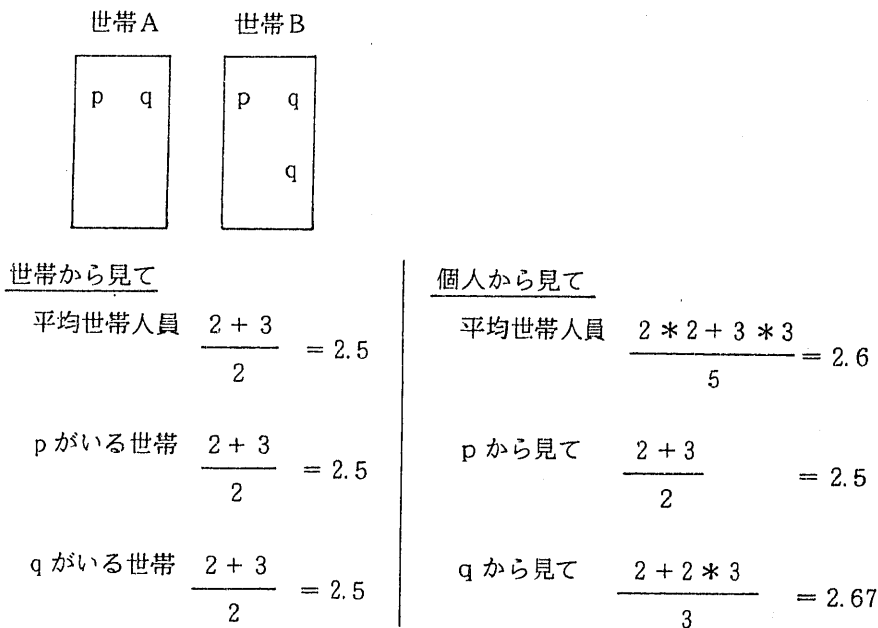 世帯A 世帯B
p q p q
q
世帯から見て
平均世帯人員 2 + 3 / 2 = 2.5
pがいる世帯 2 + 3 / 2 = 2.5
qがいる世帯 2 + 3 / 2 = 2.5
個人から見て
平均世帯人員 2 * 2 + 3 * 3 / 5 = 2.6
pから見て 2 + 3 / 2 = 2.5
qから見て 2 + 2 * 3 / 3 = 2.67